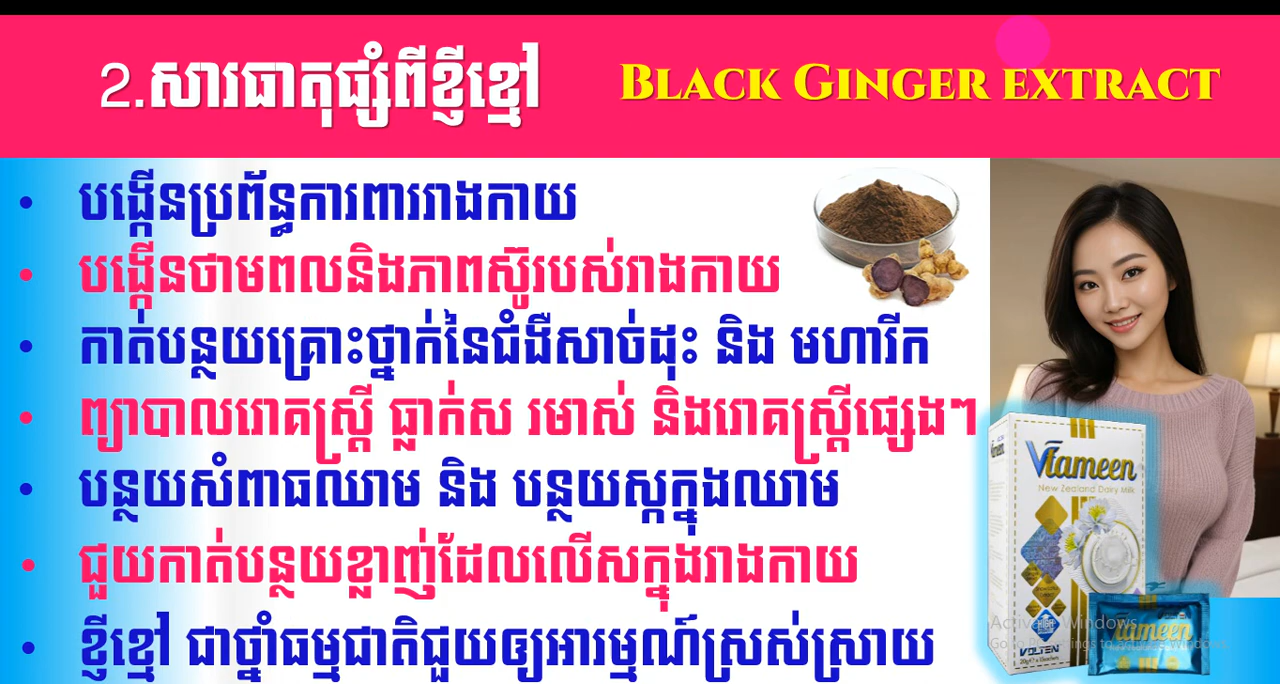 2.សារធាតុផ្សំពីខ្ញីខ្មៅ
BLACK GINGER EXTRACT
• បង្កើនប្រព័ន្ធការពាររាងកាយ
• បង្កើនថាមពលនិងភាពស៊ូរបស់រាងកាយ
• កាត់បន្ថយគ្រោះថ្នាក់នៃជំងឺសាច់ដុះ និង មហារីក
• ព្យាបាលរោគស្ត្រី ធ្លាក់ស រមាស់ និងរោគស្ត្រីផ្សេងៗ
• បន្ថយសំពាធឈាម និង បន្ថយស្កក្នុងឈាម
• ជួយកាត់បន្ថយខ្លាញ់ដែលលើសក្នុងរាងកាយ
• ខ្ញីខ្មៅ ជាថ្នាំធម្មជាតិជួយឲ្យអារម្មណ៍ស្រស់ស្រាយ
Vtameen
New Zealand Dairy Milk
VOLTEN
Vtameen
Activate Windows